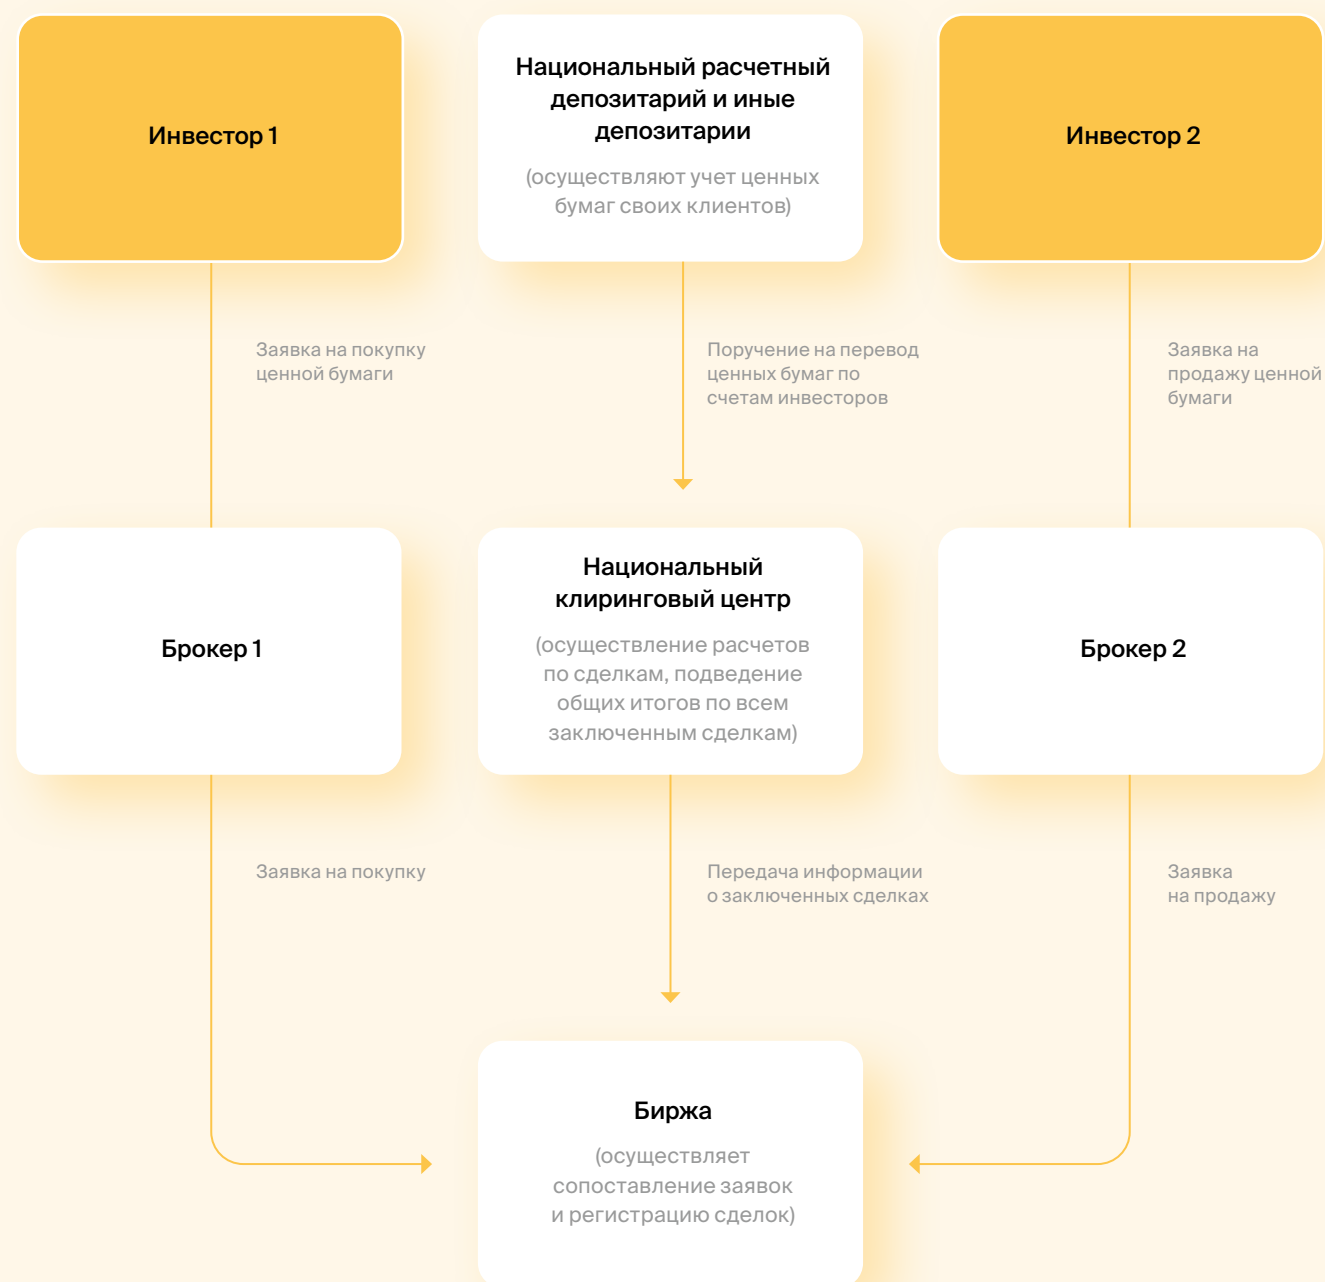 Инвестор 1
Национальный расчетный
депозитарий и иные
депозитарии
(осуществляют учет ценных
бумаг своих клиентов)
Инвестор 2
Заявка на покупку
ценной бумаги
Поручение на перевод
ценных бумаг по
счетам инвесторов
Заявка на
продажу ценной
бумаги
Брокер 1
Национальный
клиринговый центр
(осуществление расчетов
по сделкам, подведение
общих итогов по всем
заключенным сделкам)
Брокер 2
Заявка на покупку
Передача информации
о заключенных сделках
Заявка
на продажу
Биржа
(осуществляет
сопоставление заявок
и регистрацию сделок)